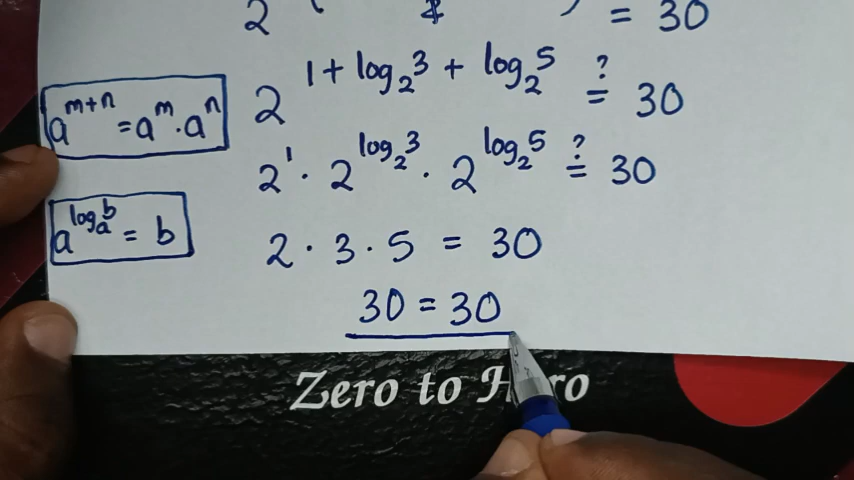 2 = 30
2^{1 + log_2 3 + log_2 5} ≟ 30
a^{m+n} = a^m · a^n
2^1 · 2^{log_2 3} · 2^{log_2 5} ≟ 30
a^{log_a b} = b
2 · 3 · 5 = 30
30 = 30
Zero to